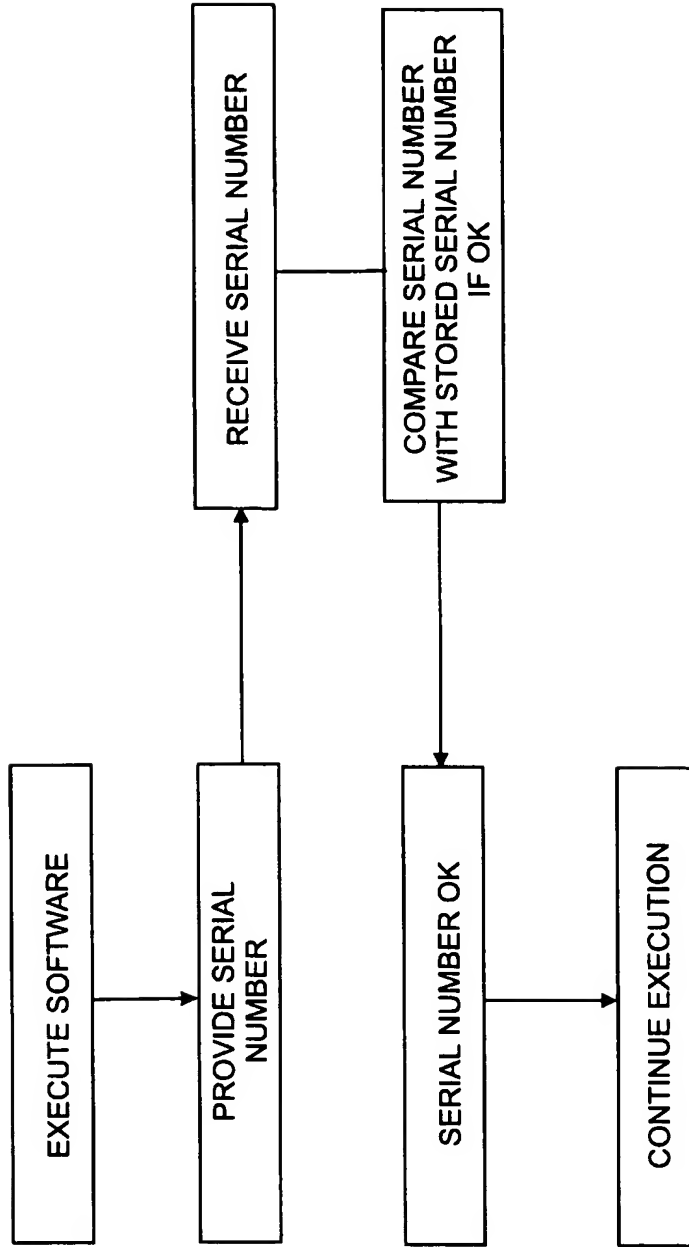 EXECUTE SOFTWARE
PROVIDE SERIAL
NUMBER
RECEIVE SERIAL NUMBER
COMPARE SERIAL NUMBER
WITH STORED SERIAL NUMBER
IF OK
SERIAL NUMBER OK
CONTINUE EXECUTION